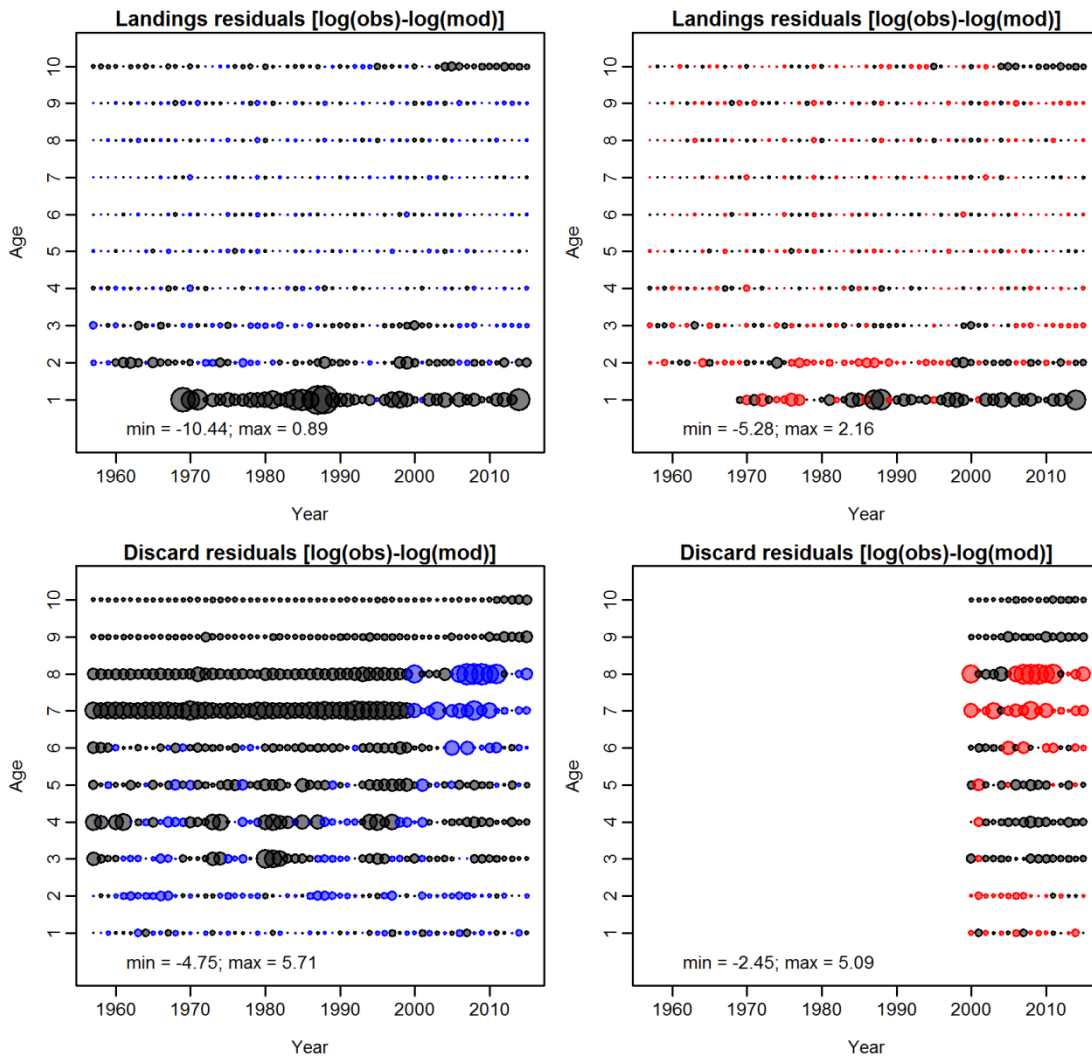 Landings residuals [log(obs)-log(mod)]
Age
10
9
8
7
6
5
4
3
2
1
min = -10.44; max = 0.89
1960 1970 1980 1990 2000 2010
Year
Landings residuals [log(obs)-log(mod)]
Age
10
9
8
7
6
5
4
3
2
1
min = -5.28; max = 2.16
1960 1970 1980 1990 2000 2010
Year
Discard residuals [log(obs)-log(mod)]
Age
10
9
8
7
6
5
4
3
2
1
min = -4.75; max = 5.71
1960 1970 1980 1990 2000 2010
Year
Discard residuals [log(obs)-log(mod)]
Age
10
9
8
7
6
5
4
3
2
1
min = -2.45; max = 5.09
1960 1970 1980 1990 2000 2010
Year